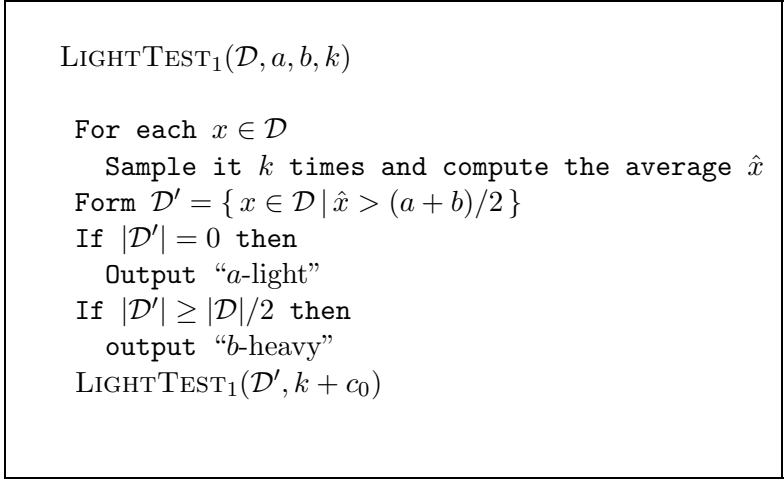 LIGHTTEST₁(𝒟, a, b, k)
For each x ∈ 𝒟
Sample it k times and compute the average x̂
Form 𝒟′ = { x ∈ 𝒟 | x̂ > (a + b)/2 }
If |𝒟′| = 0 then
Output “a-light”
If |𝒟′| ≥ |𝒟|/2 then
output “b-heavy”
LIGHTTEST₁(𝒟′, k + c₀)